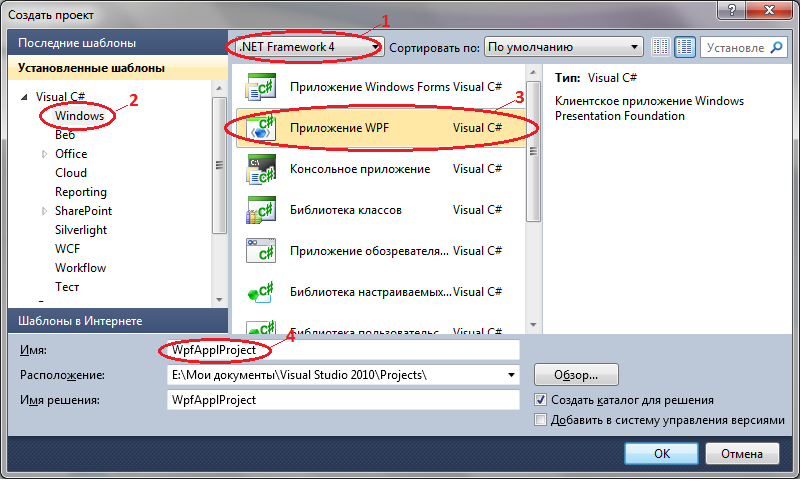 Создать проект
1
Последние шаблоны
.NET Framework 4
Сортировать по:
По умолчанию
Установле
Установленные шаблоны
Visual C#
2
Windows
Веб
Office
Cloud
Reporting
SharePoint
Silverlight
WCF
Workflow
Тест
Приложение Windows Forms Visual C#
3
Приложение WPF Visual C#
Консольное приложение Visual C#
Библиотека классов Visual C#
Приложение обозревателя... Visual C#
Библиотека настраиваемых... Visual C#
Библиотека пользовательс... Visual C#
Тип: Visual C#
Клиентское приложение Windows
Presentation Foundation
Шаблоны в Интернете
4
Имя: WpfApplProject
Расположение: E:\Мои документы\Visual Studio 2010\Projects\
Обзор...
Имя решения: WpfApplProject
Создать каталог для решения
Добавить в систему управления версиями
OK
Отмена